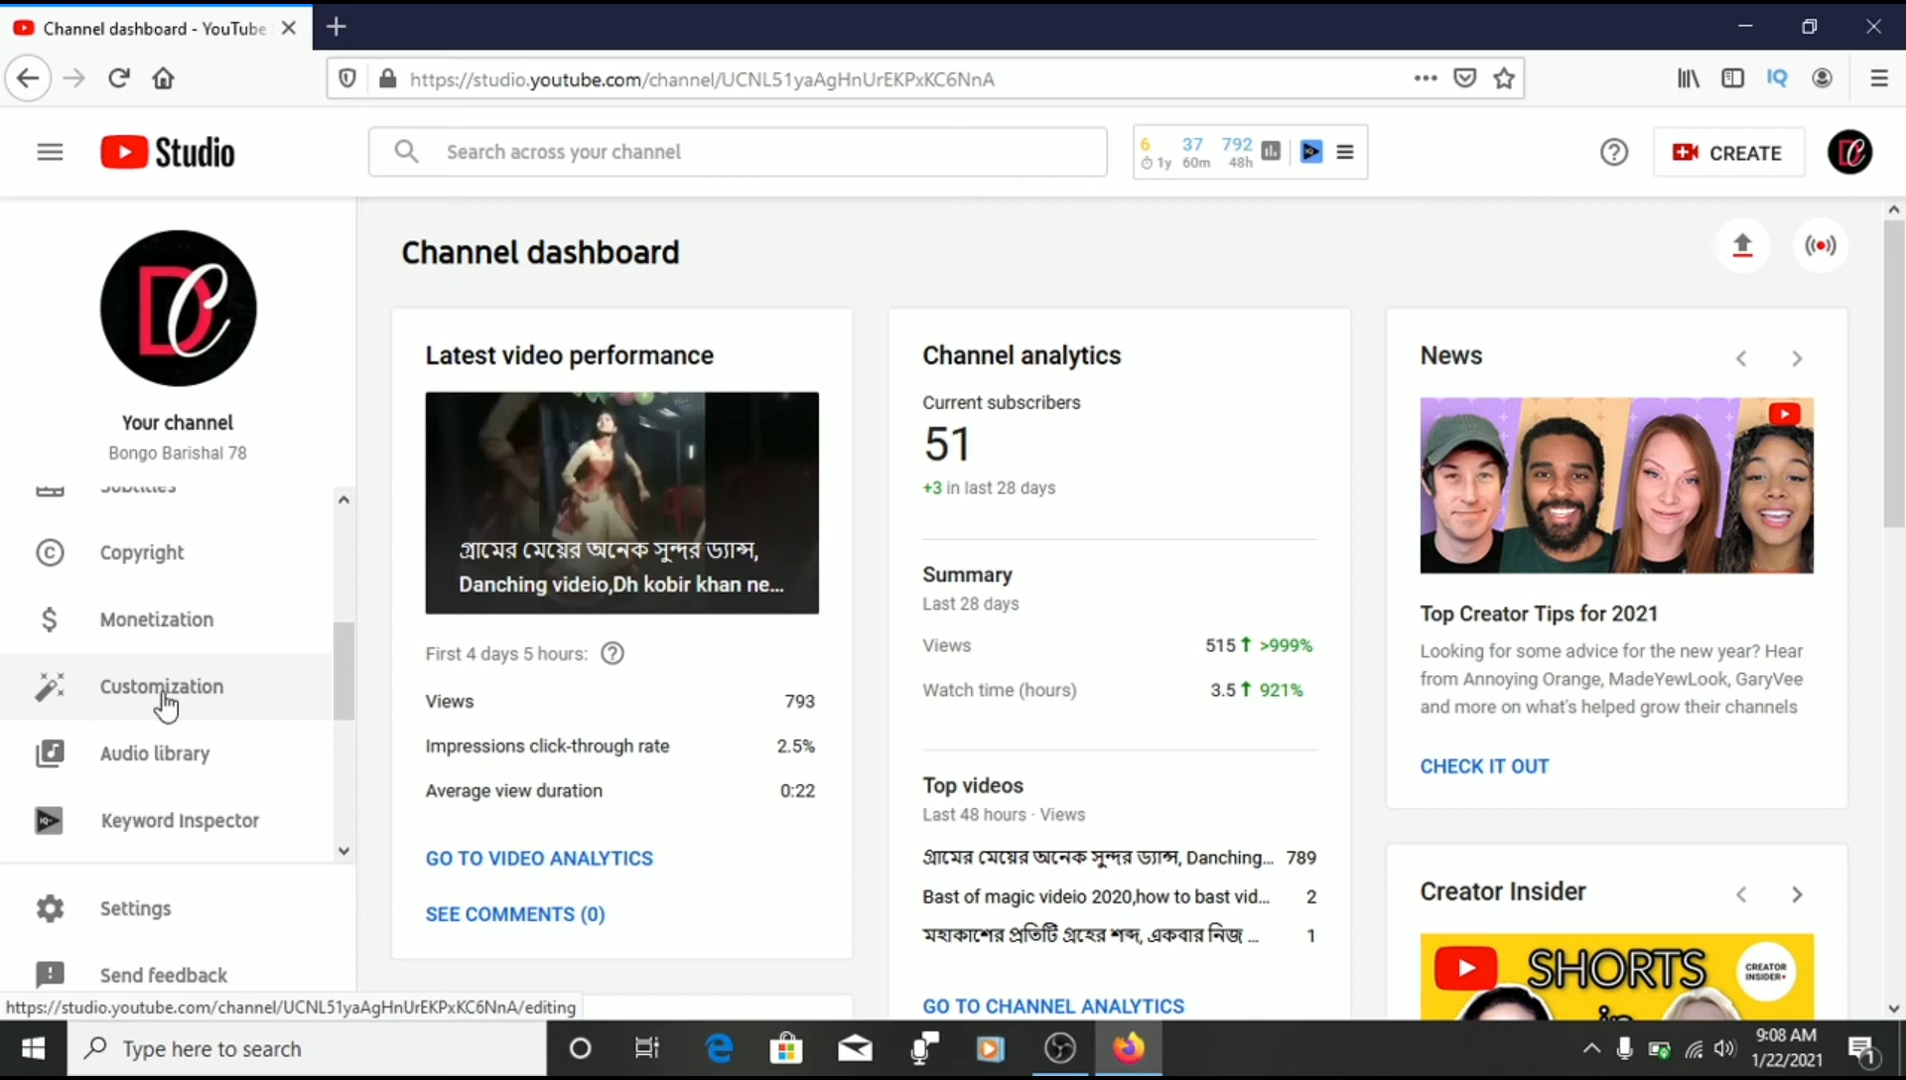 Channel dashboard - YouTube
https://studio.youtube.com/channel/UCNL51yaAgHnUrEKPxKC6NnA
IQ
Studio
Search across your channel
6 37 792
1y 60m 48h
CREATE
DC
Your channel
Bongo Barishal 78
Subtitles
Copyright
Monetization
Customization
Audio library
Keyword Inspector
Settings
Send feedback
https://studio.youtube.com/channel/UCNL51yaAgHnUrEKPxKC6NnA/editing
Channel dashboard
Latest video performance
গ্রামের মেয়ের অনেক সুন্দর ড্যান্স,
Danching videio,Dh kobir khan ne...
First 4 days 5 hours:
Views 793
Impressions click-through rate 2.5%
Average view duration 0:22
GO TO VIDEO ANALYTICS
SEE COMMENTS (0)
Channel analytics
Current subscribers
51
+3 in last 28 days
Summary
Last 28 days
Views 515 >999%
Watch time (hours) 3.5 921%
Top videos
Last 48 hours · Views
গ্রামের মেয়ের অনেক সুন্দর ড্যান্স, Danching... 789
Bast of magic videio 2020,how to bast vid... 2
মহাকাশের প্রতিটি গ্রহের শব্দ, একবার নিজ ... 1
GO TO CHANNEL ANALYTICS
News
Top Creator Tips for 2021
Looking for some advice for the new year? Hear
from Annoying Orange, MadeYewLook, GaryVee
and more on what's helped grow their channels
CHECK IT OUT
Creator Insider
SHORTS
CREATOR
INSIDER
in
Type here to search
9:08 AM
1/22/2021
1